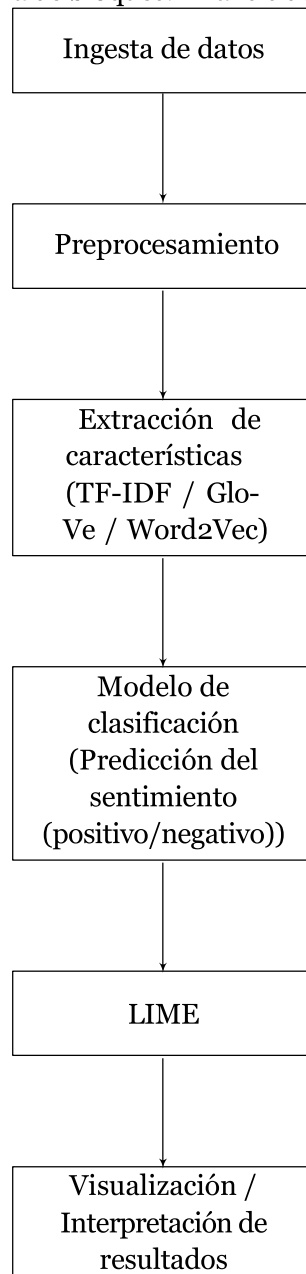 Ingesta de datos
Preprocesamiento
Extracción de
características
(TF-IDF / Glo-
Ve / Word2Vec)
Modelo de
clasificación
(Predicción del
sentimiento
(positivo/negativo))
LIME
Visualización /
Interpretación de
resultados